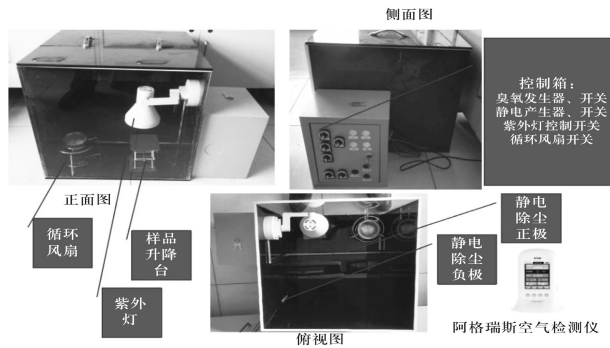 侧面图
控制箱：
臭氧发生器、开关
静电产生器、开关
紫外灯控制开关
循环风扇开关
正面图
循环
风扇
样品
升降
台
紫外
灯
静电
除尘
正极
静电
除尘
负极
俯视图
阿格瑞斯空气检测仪